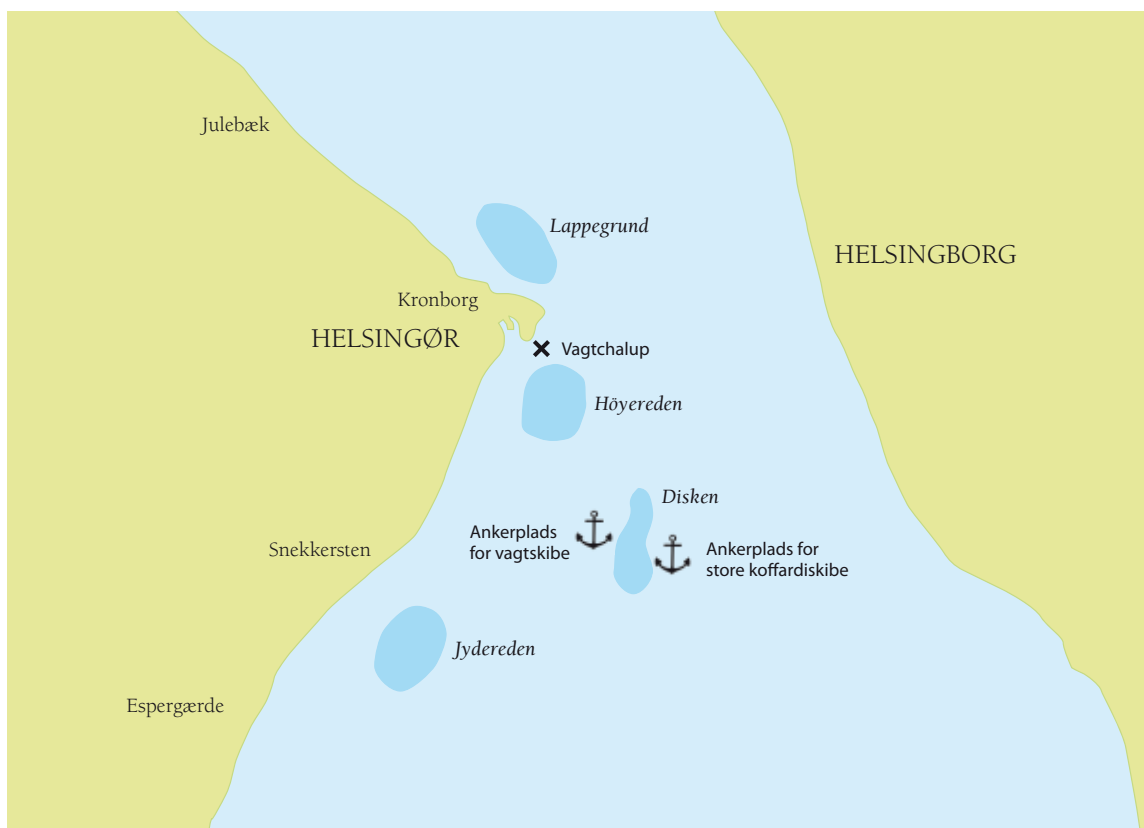 Julebæk
Lappegrund
HELSINGBORG
Kronborg
HELSINGØR
Vagtchalup
Höyereden
Disken
Ankerplads
for vagtskibe
Ankerplads for
store koffardiskibe
Snekkersten
Jydereden
Espergærde